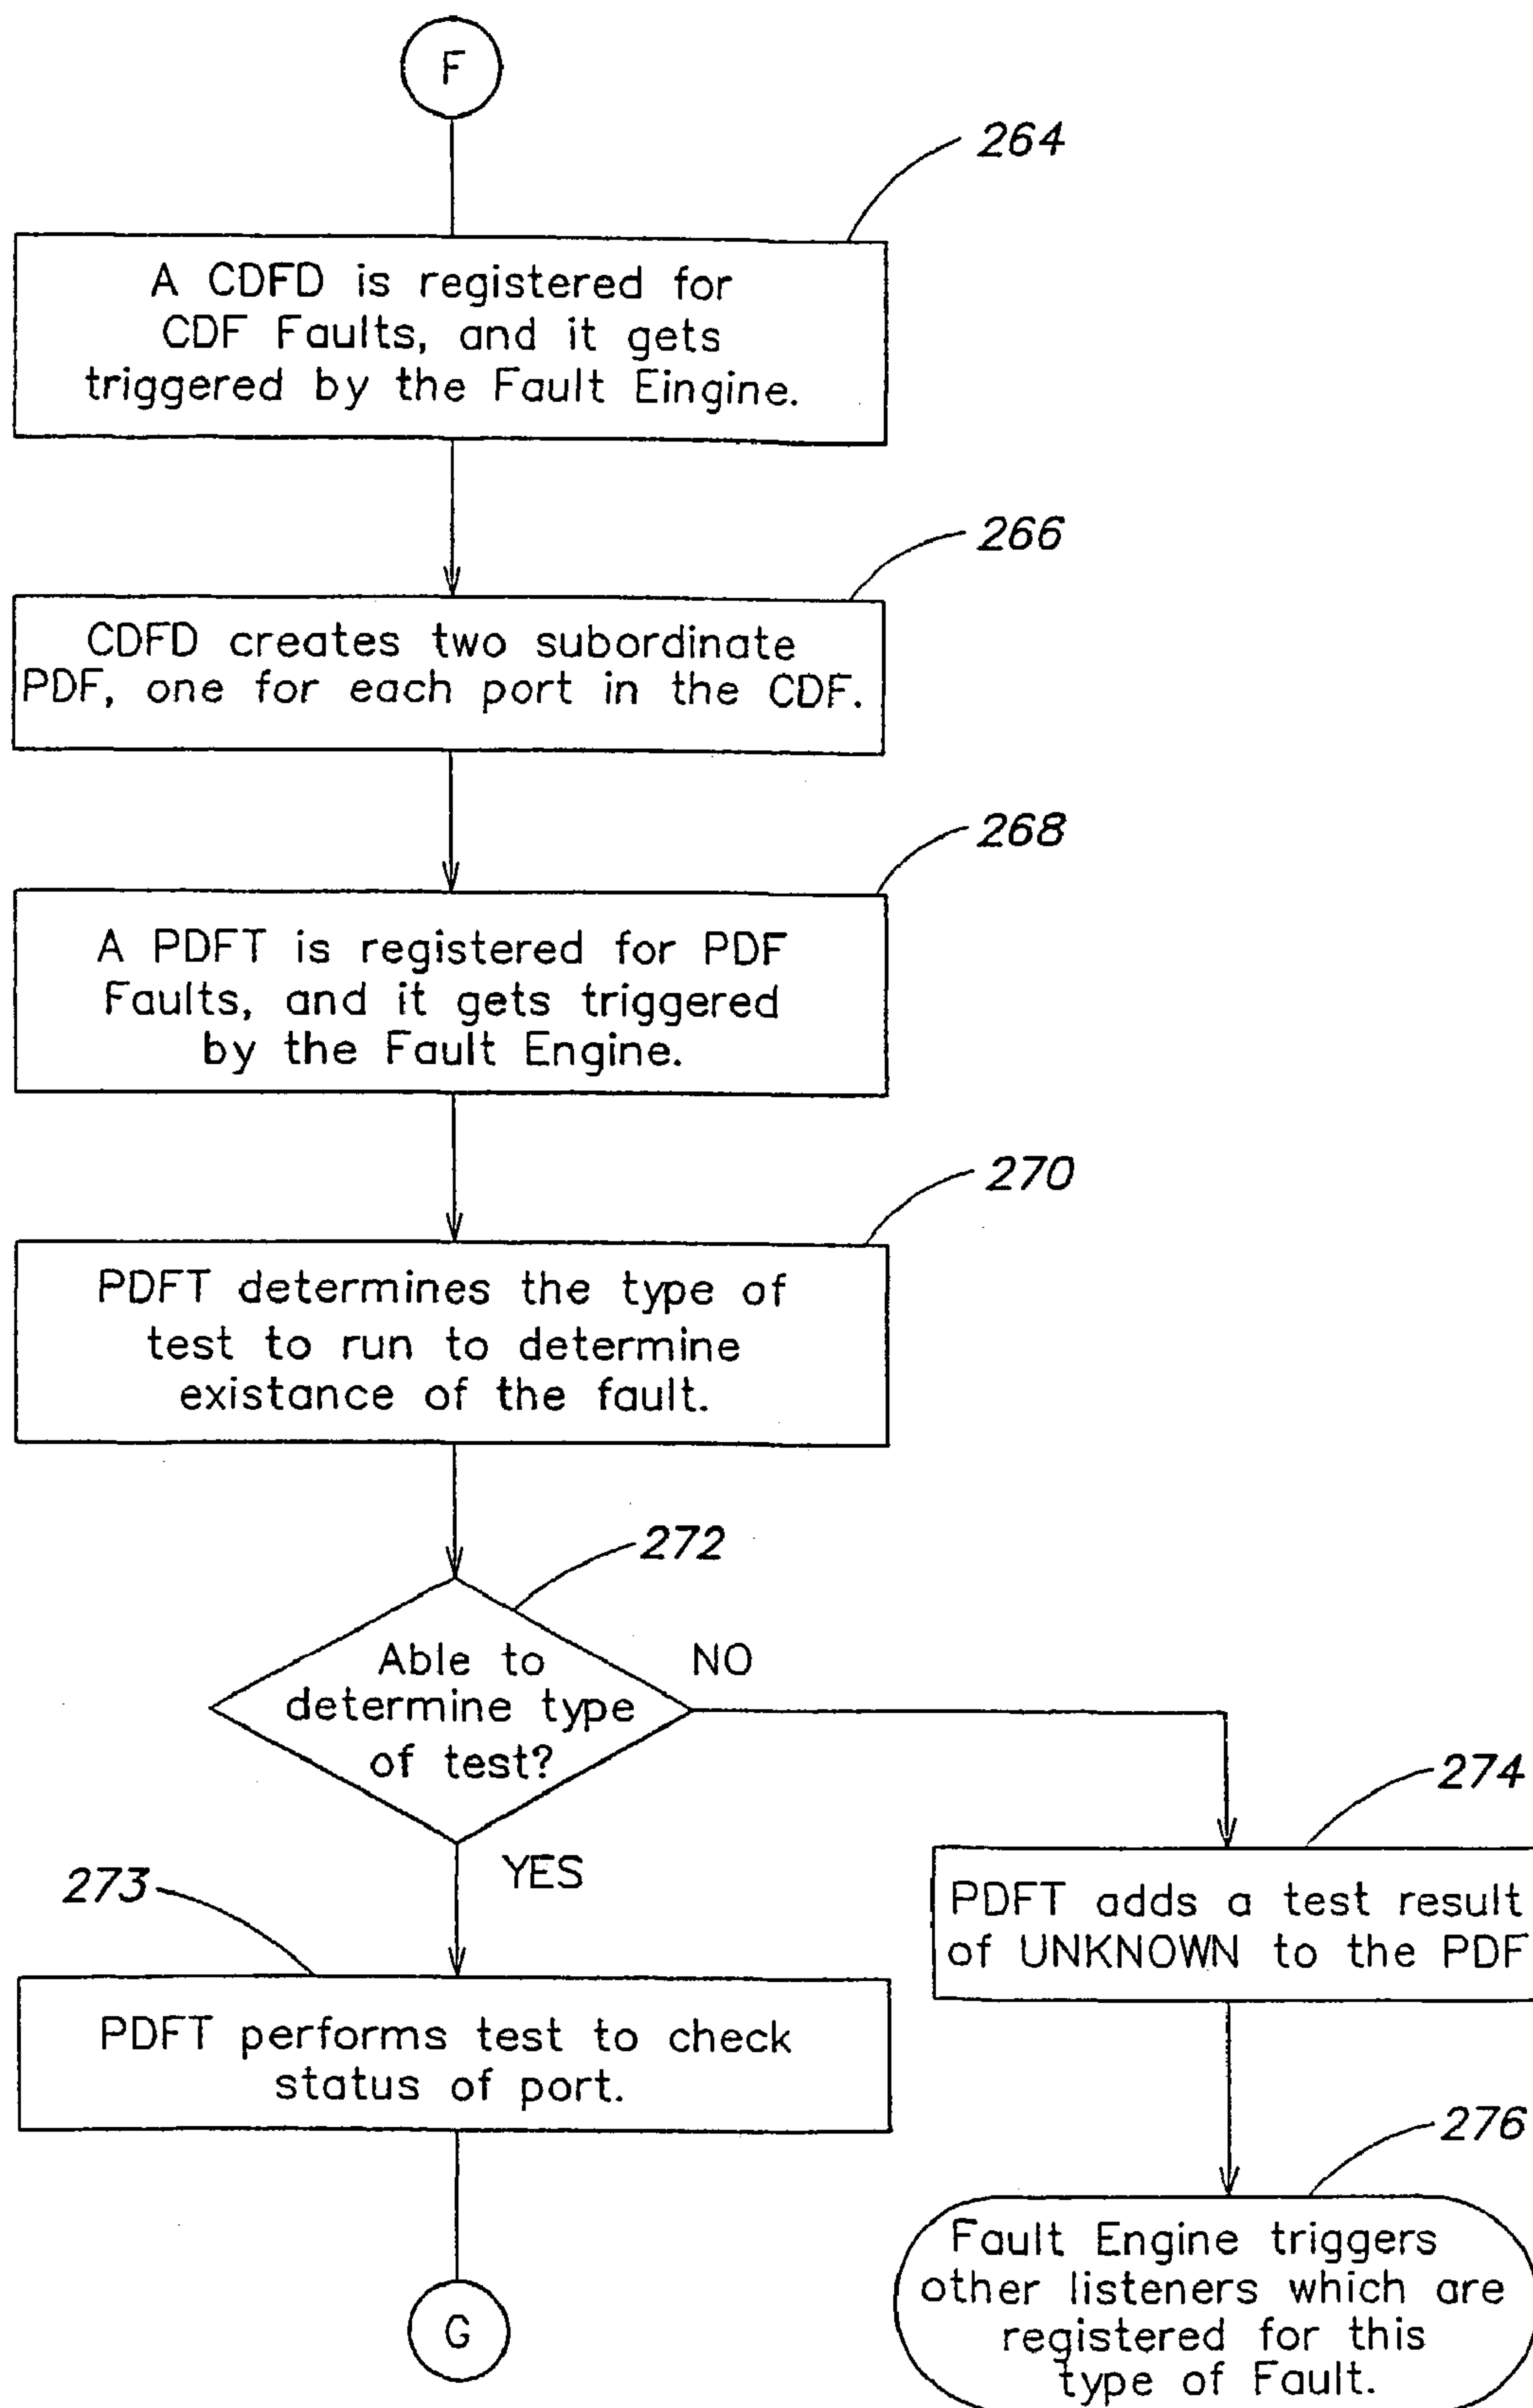 F
264
A CDFD is registered for
CDF Faults, and it gets
triggered by the Fault Eingine.
266
CDFD creates two subordinate
PDF, one for each port in the CDF.
268
A PDFT is registered for PDF
Faults, and it gets triggered
by the Fault Engine.
270
PDFT determines the type of
test to run to determine
existance of the fault.
272
Able to
determine type
of test?
NO
YES
273
PDFT performs test to check
status of port.
G
274
PDFT adds a test result
of UNKNOWN to the PDF
276
Fault Engine triggers
other listeners which are
registered for this
type of Fault.